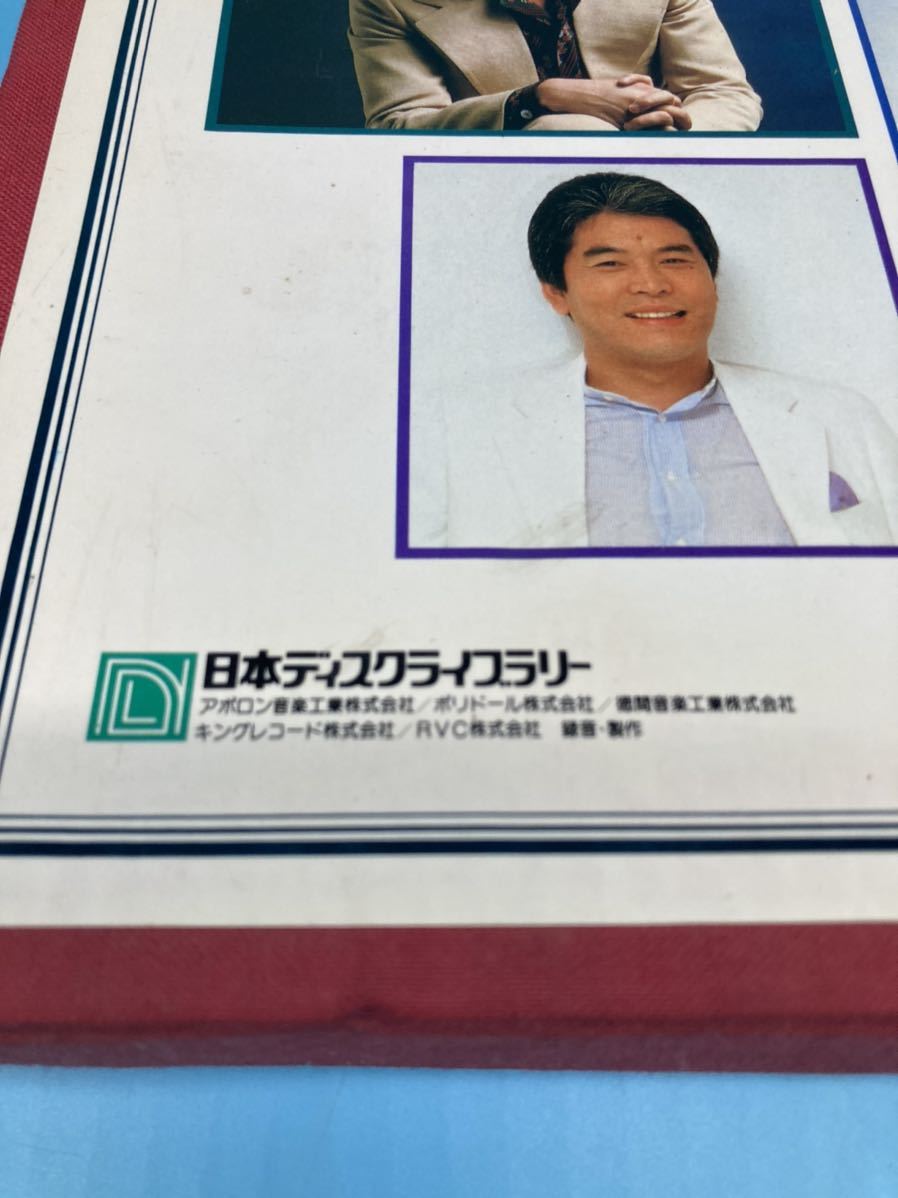 日本ディスクライブラリー
アポロン音楽工業株式会社／ポリドール株式会社／徳間音楽工業株式会社
キングレコード株式会社／RVC株式会社　録音・製作